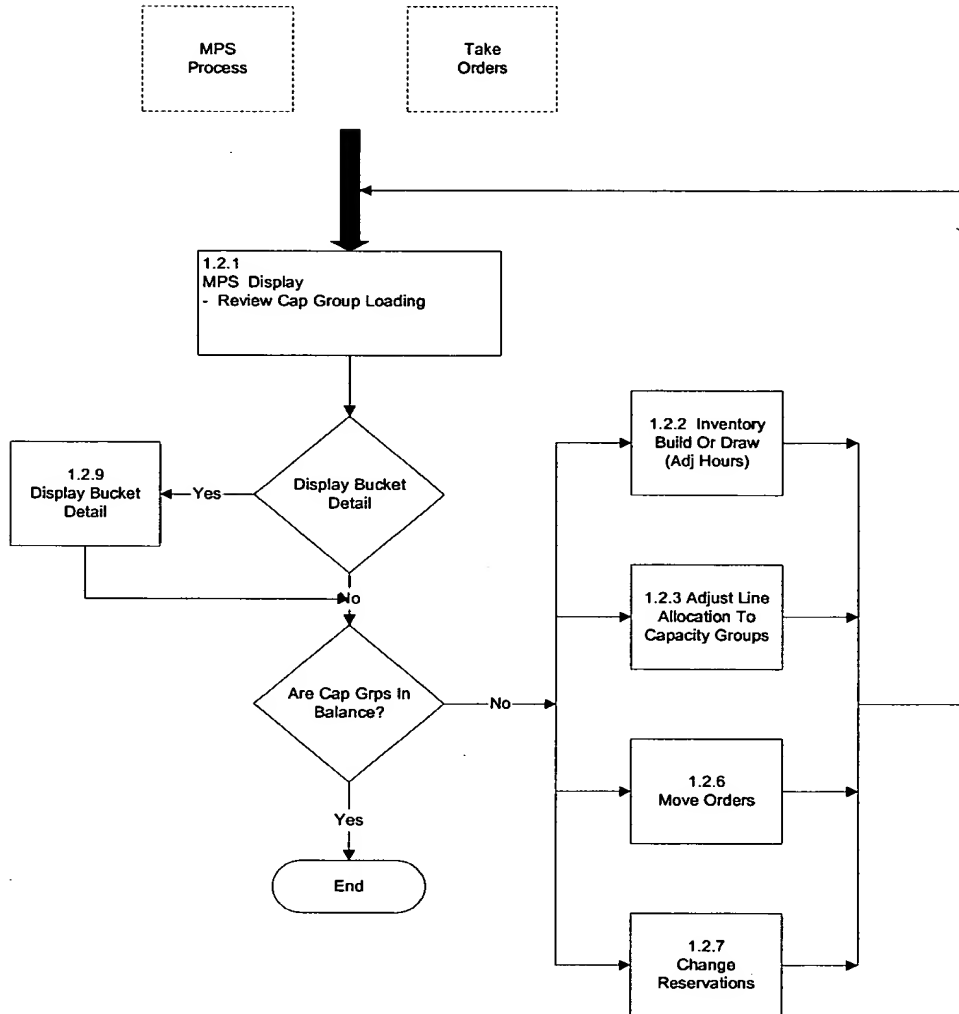 MPS
Process
Take
Orders
1.2.1
MPS Display
- Review Cap Group Loading
Display Bucket
Detail
Yes
1.2.9
Display Bucket
Detail
No
Are Cap Grps In
Balance?
No
Yes
End
1.2.2 Inventory
Build Or Draw
(Adj Hours)
1.2.3 Adjust Line
Allocation To
Capacity Groups
1.2.6
Move Orders
1.2.7
Change
Reservations